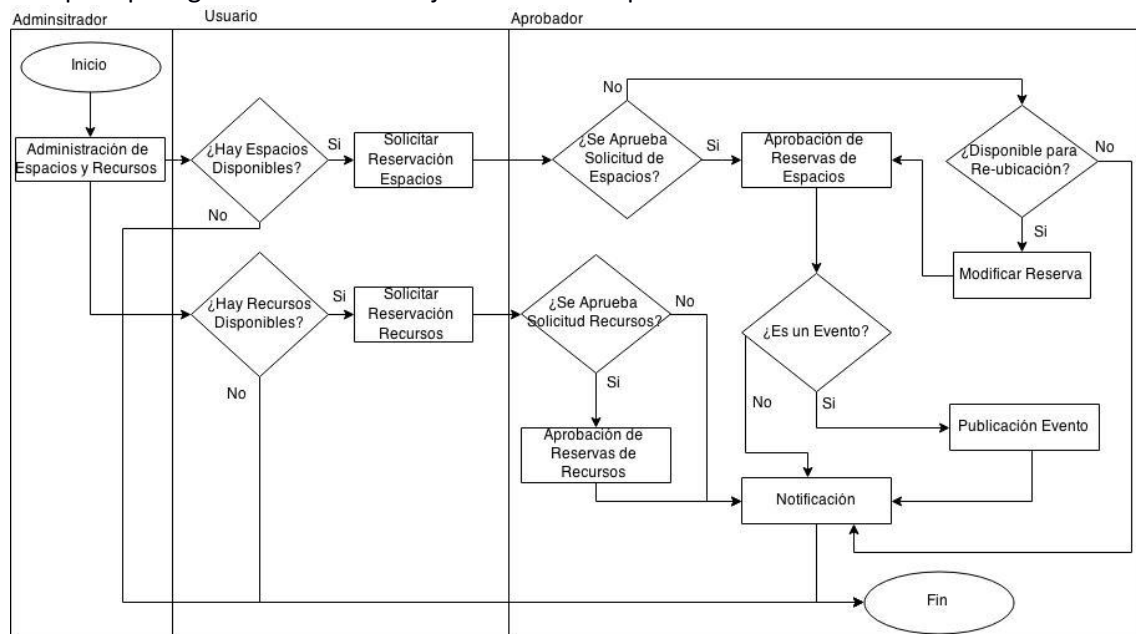 Adminsitrador
Usuario
Aprobador
Inicio
Administración de
Espacios y Recursos
¿Hay Espacios
Disponibles?
Si
No
Solicitar
Reservación
Espacios
¿Se Aprueba
Solicitud de
Espacios?
No
Si
Aprobación de
Reservas de
Espacios
¿Disponible para
Re-ubicación?
No
Si
Modificar Reserva
¿Hay Recursos
Disponibles?
Si
No
Solicitar
Reservación
Recursos
¿Se Aprueba
Solicitud Recursos?
No
Si
Aprobación de
Reservas de
Recursos
¿Es un Evento?
No
Si
Publicación Evento
Notificación
Fin